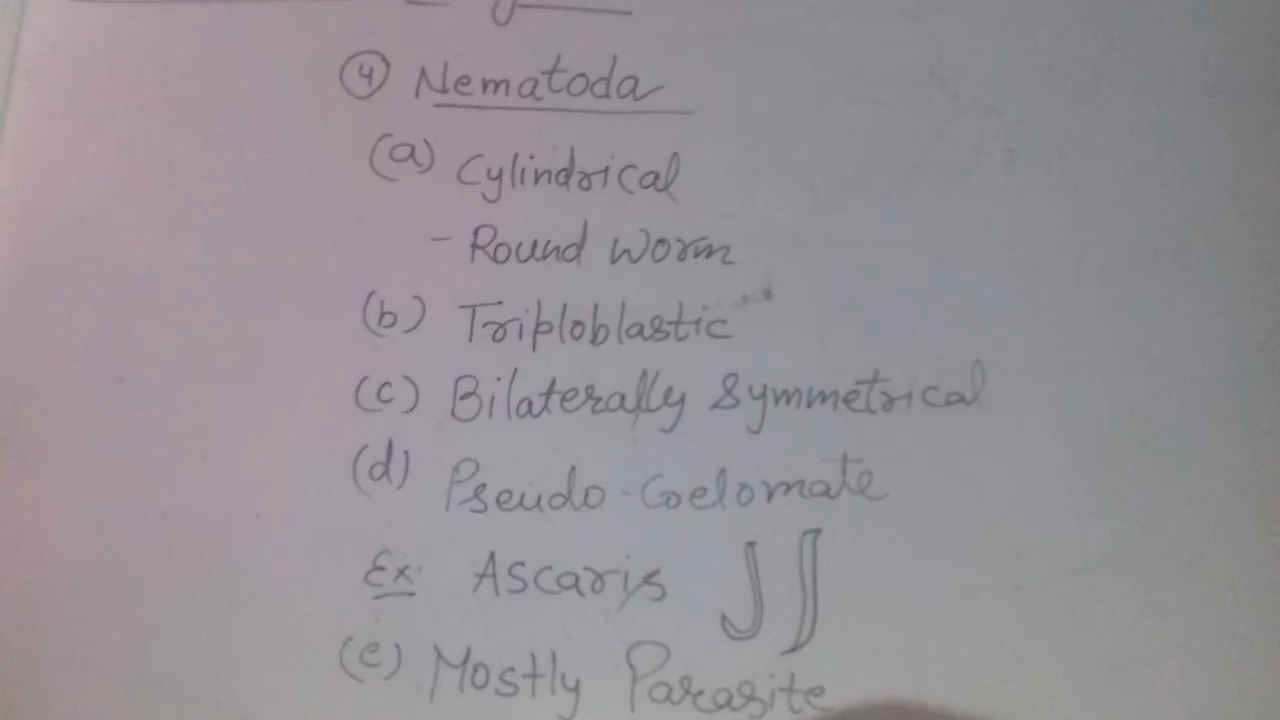 ④ Nematoda
(a) Cylindrical
- Round Worm
(b) Triploblastic
(c) Bilaterally Symmetrical
(d) Pseudo-Coelomate
Ex: Ascaris
(e) Mostly Parasite